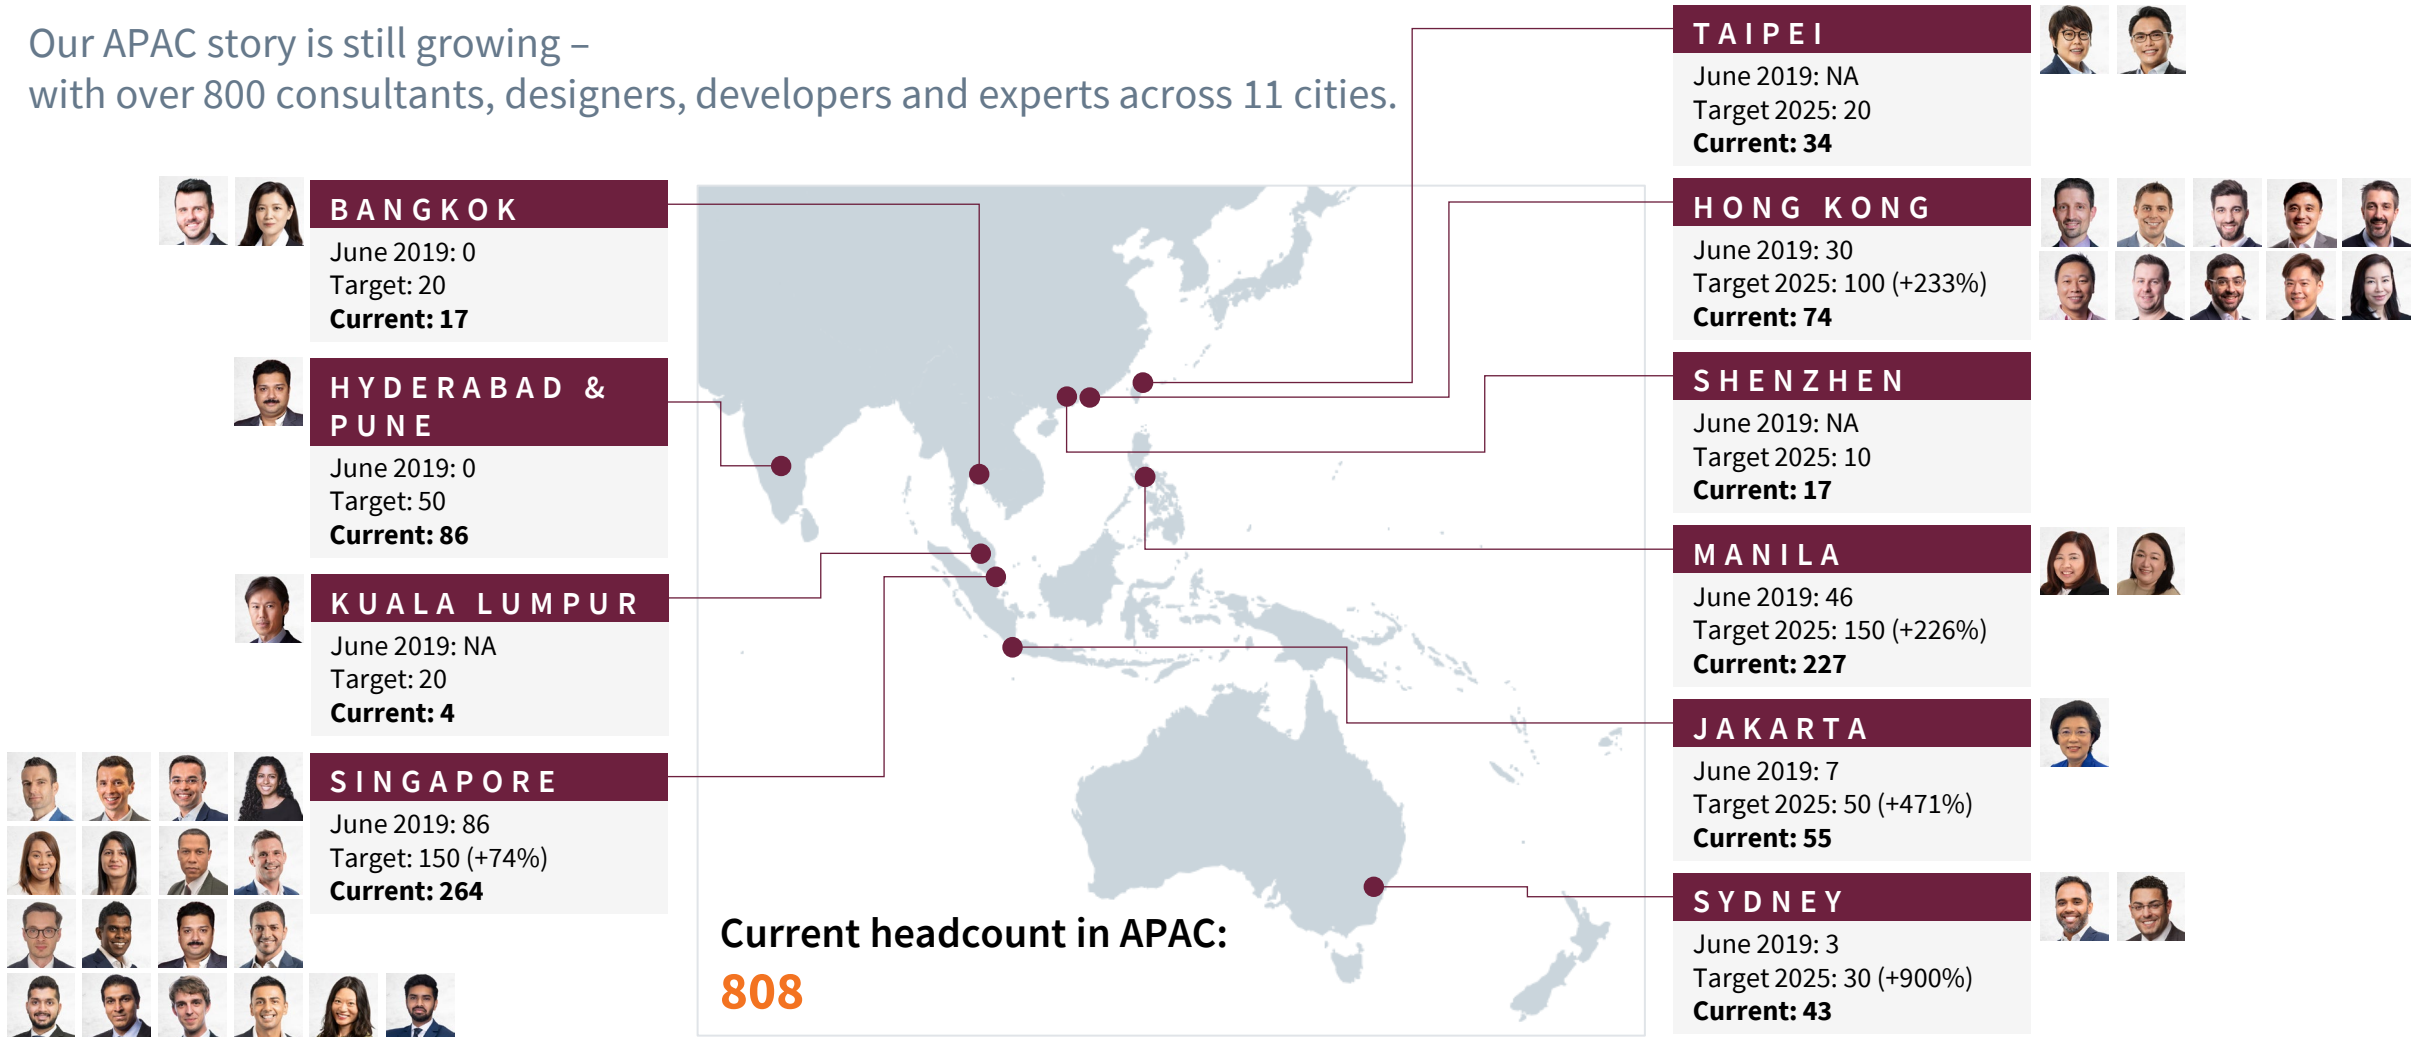 Our APAC story is still growing –
with over 800 consultants, designers, developers and experts across 11 cities.
BANGKOK
June 2019: 0
Target: 20
Current: 17
HYDERABAD &
PUNE
June 2019: 0
Target: 50
Current: 86
KUALA LUMPUR
June 2019: NA
Target: 20
Current: 4
SINGAPORE
June 2019: 86
Target: 150 (+74%)
Current: 264
Current headcount in APAC:
808
TAIPEI
June 2019: NA
Target 2025: 20
Current: 34
HONG KONG
June 2019: 30
Target 2025: 100 (+233%)
Current: 74
SHENZHEN
June 2019: NA
Target 2025: 10
Current: 17
MANILA
June 2019: 46
Target 2025: 150 (+226%)
Current: 227
JAKARTA
June 2019: 7
Target 2025: 50 (+471%)
Current: 55
SYDNEY
June 2019: 3
Target 2025: 30 (+900%)
Current: 43